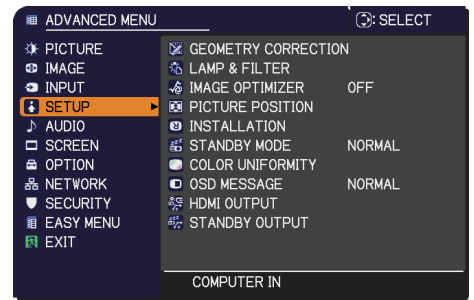 ADVANCED MENU : SELECT
PICTURE
IMAGE
INPUT
SETUP
AUDIO
SCREEN
OPTION
NETWORK
SECURITY
EASY MENU
EXIT
GEOMETRY CORRECTION
LAMP & FILTER
IMAGE OPTIMIZER OFF
PICTURE POSITION
INSTALLATION
STANDBY MODE NORMAL
COLOR UNIFORMITY
OSD MESSAGE NORMAL
HDMI OUTPUT
STANDBY OUTPUT
COMPUTER IN